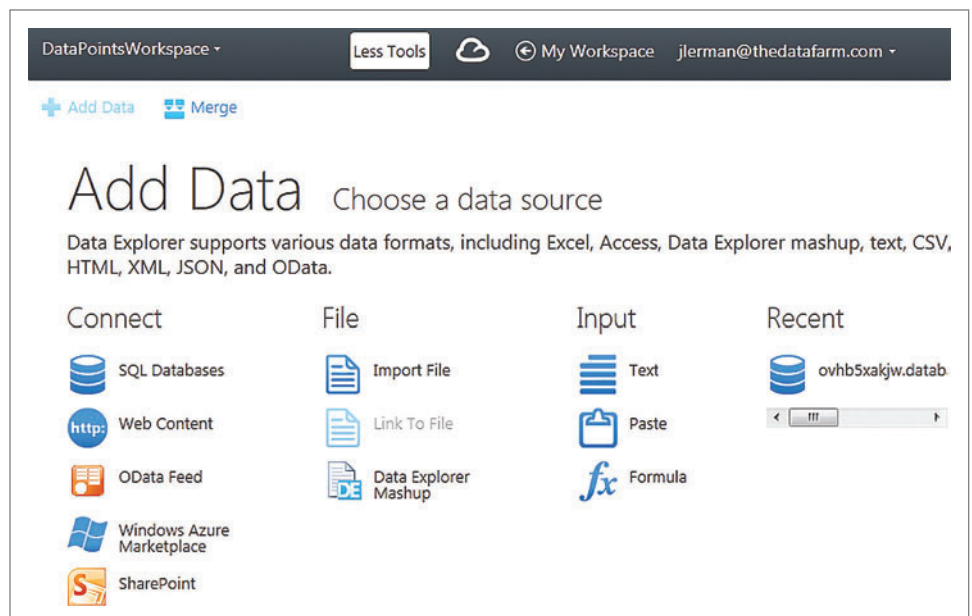 DataPointsWorkspace
Less Tools
My Workspace
jlerman@thedatafarm.com
Add Data
Merge
Add Data Choose a data source
Data Explorer supports various data formats, including Excel, Access, Data Explorer mashup, text, CSV,
HTML, XML, JSON, and OData.
Connect
SQL Databases
http:
Web Content
OData Feed
Windows Azure
Marketplace
S
SharePoint
File
Import File
Link To File
DE
Data Explorer
Mashup
Input
Text
Paste
fx
Formula
Recent
ovhb5xakjw.datab